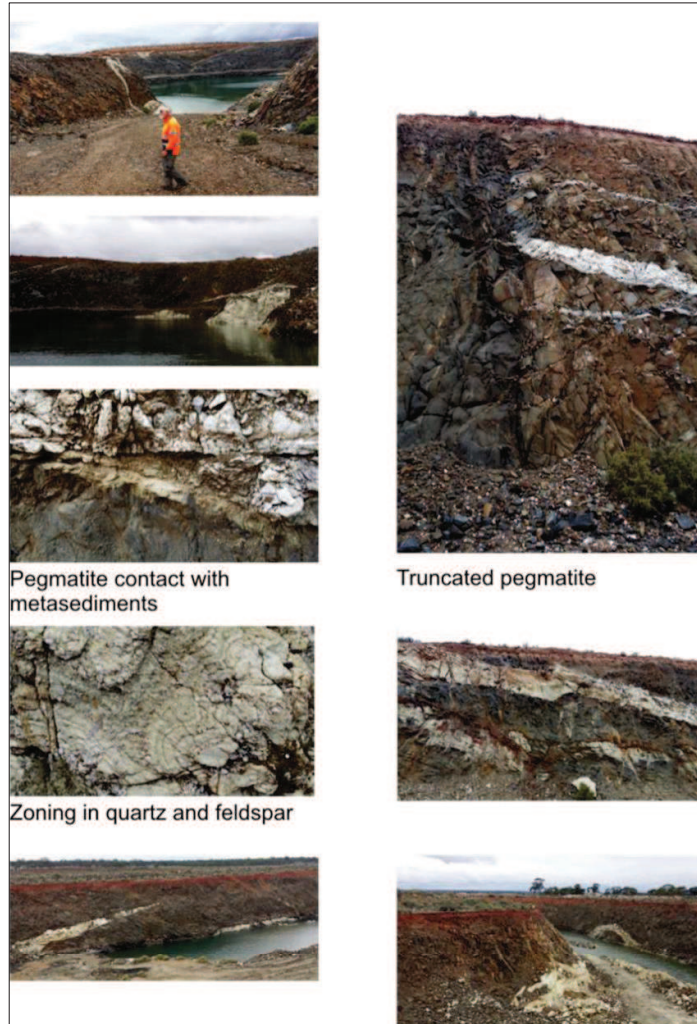 Pegmatite contact with
metasediments
Truncated pegmatite
Zoning in quartz and feldspar